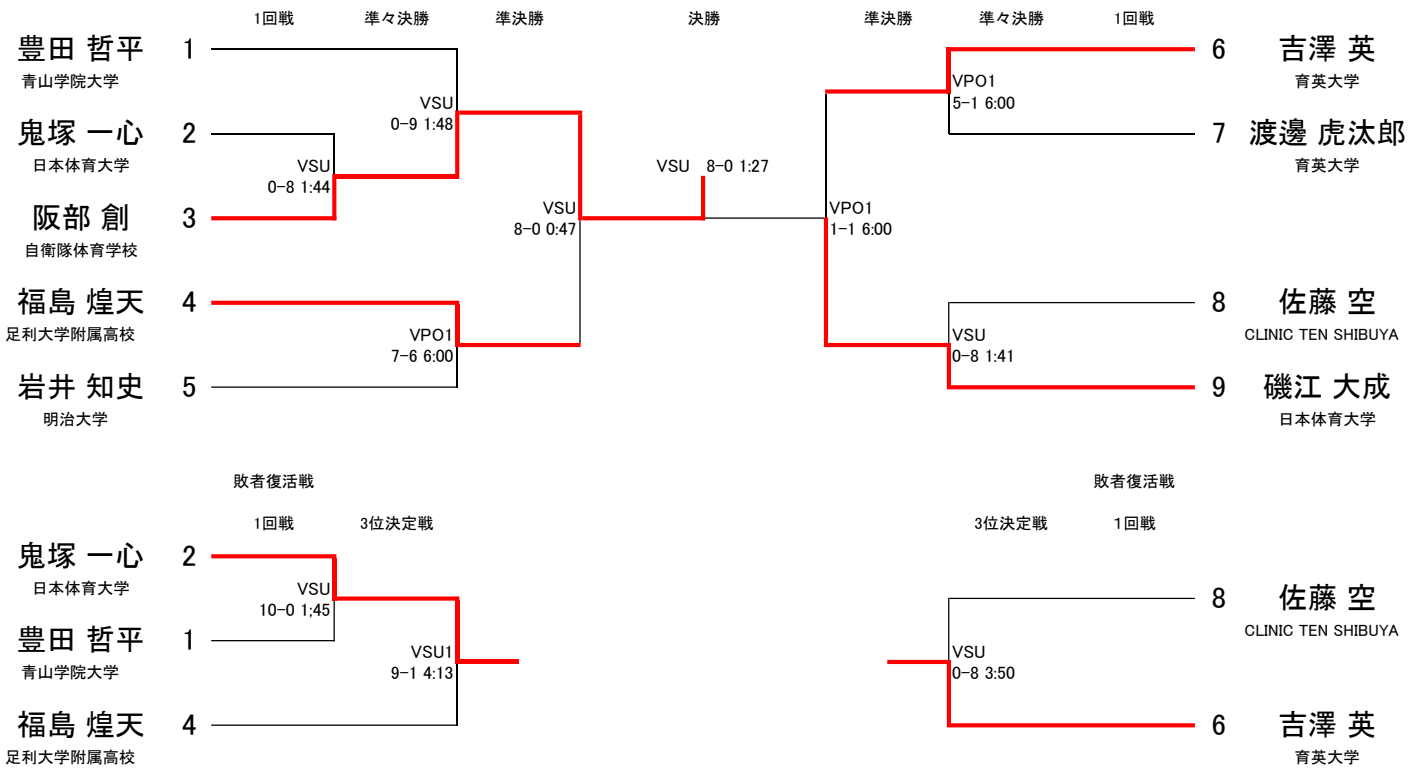 1回戦 準々決勝 準決勝 決勝 準決勝 準々決勝 1回戦
豊田 哲平 1
青山学院大学
鬼塚 一心 2
日本体育大学
阪部 創 3
自衛隊体育学校
福島 煌天 4
足利大学附属高校
岩井 知史 5
明治大学
VSU
0-8 1:44
VSU
0-9 1:48
VPO1
7-6 6:00
VSU
8-0 0:47
VSU 8-0 1:27
VPO1
1-1 6:00
VPO1
5-1 6:00
VSU
0-8 1:41
6 吉澤 英
育英大学
7 渡邊 虎汰郎
育英大学
8 佐藤 空
CLINIC TEN SHIBUYA
9 磯江 大成
日本体育大学
敗者復活戦
1回戦 3位決定戦
鬼塚 一心 2
日本体育大学
豊田 哲平 1
青山学院大学
福島 煌天 4
足利大学附属高校
VSU
10-0 1;45
VSU1
9-1 4:13
敗者復活戦
3位決定戦 1回戦
VSU
0-8 3:50
8 佐藤 空
CLINIC TEN SHIBUYA
6 吉澤 英
育英大学